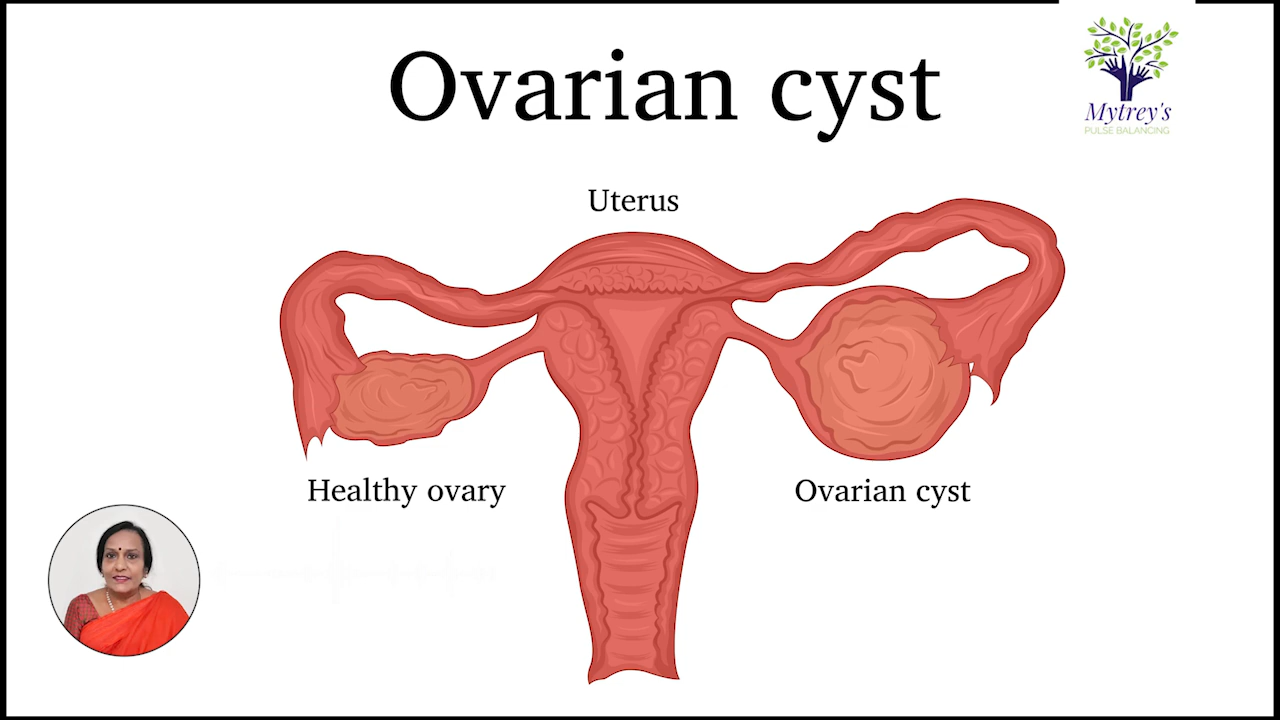 Ovarian cyst
Mytrey's
PULSE BALANCING
Uterus
Healthy ovary
Ovarian cyst